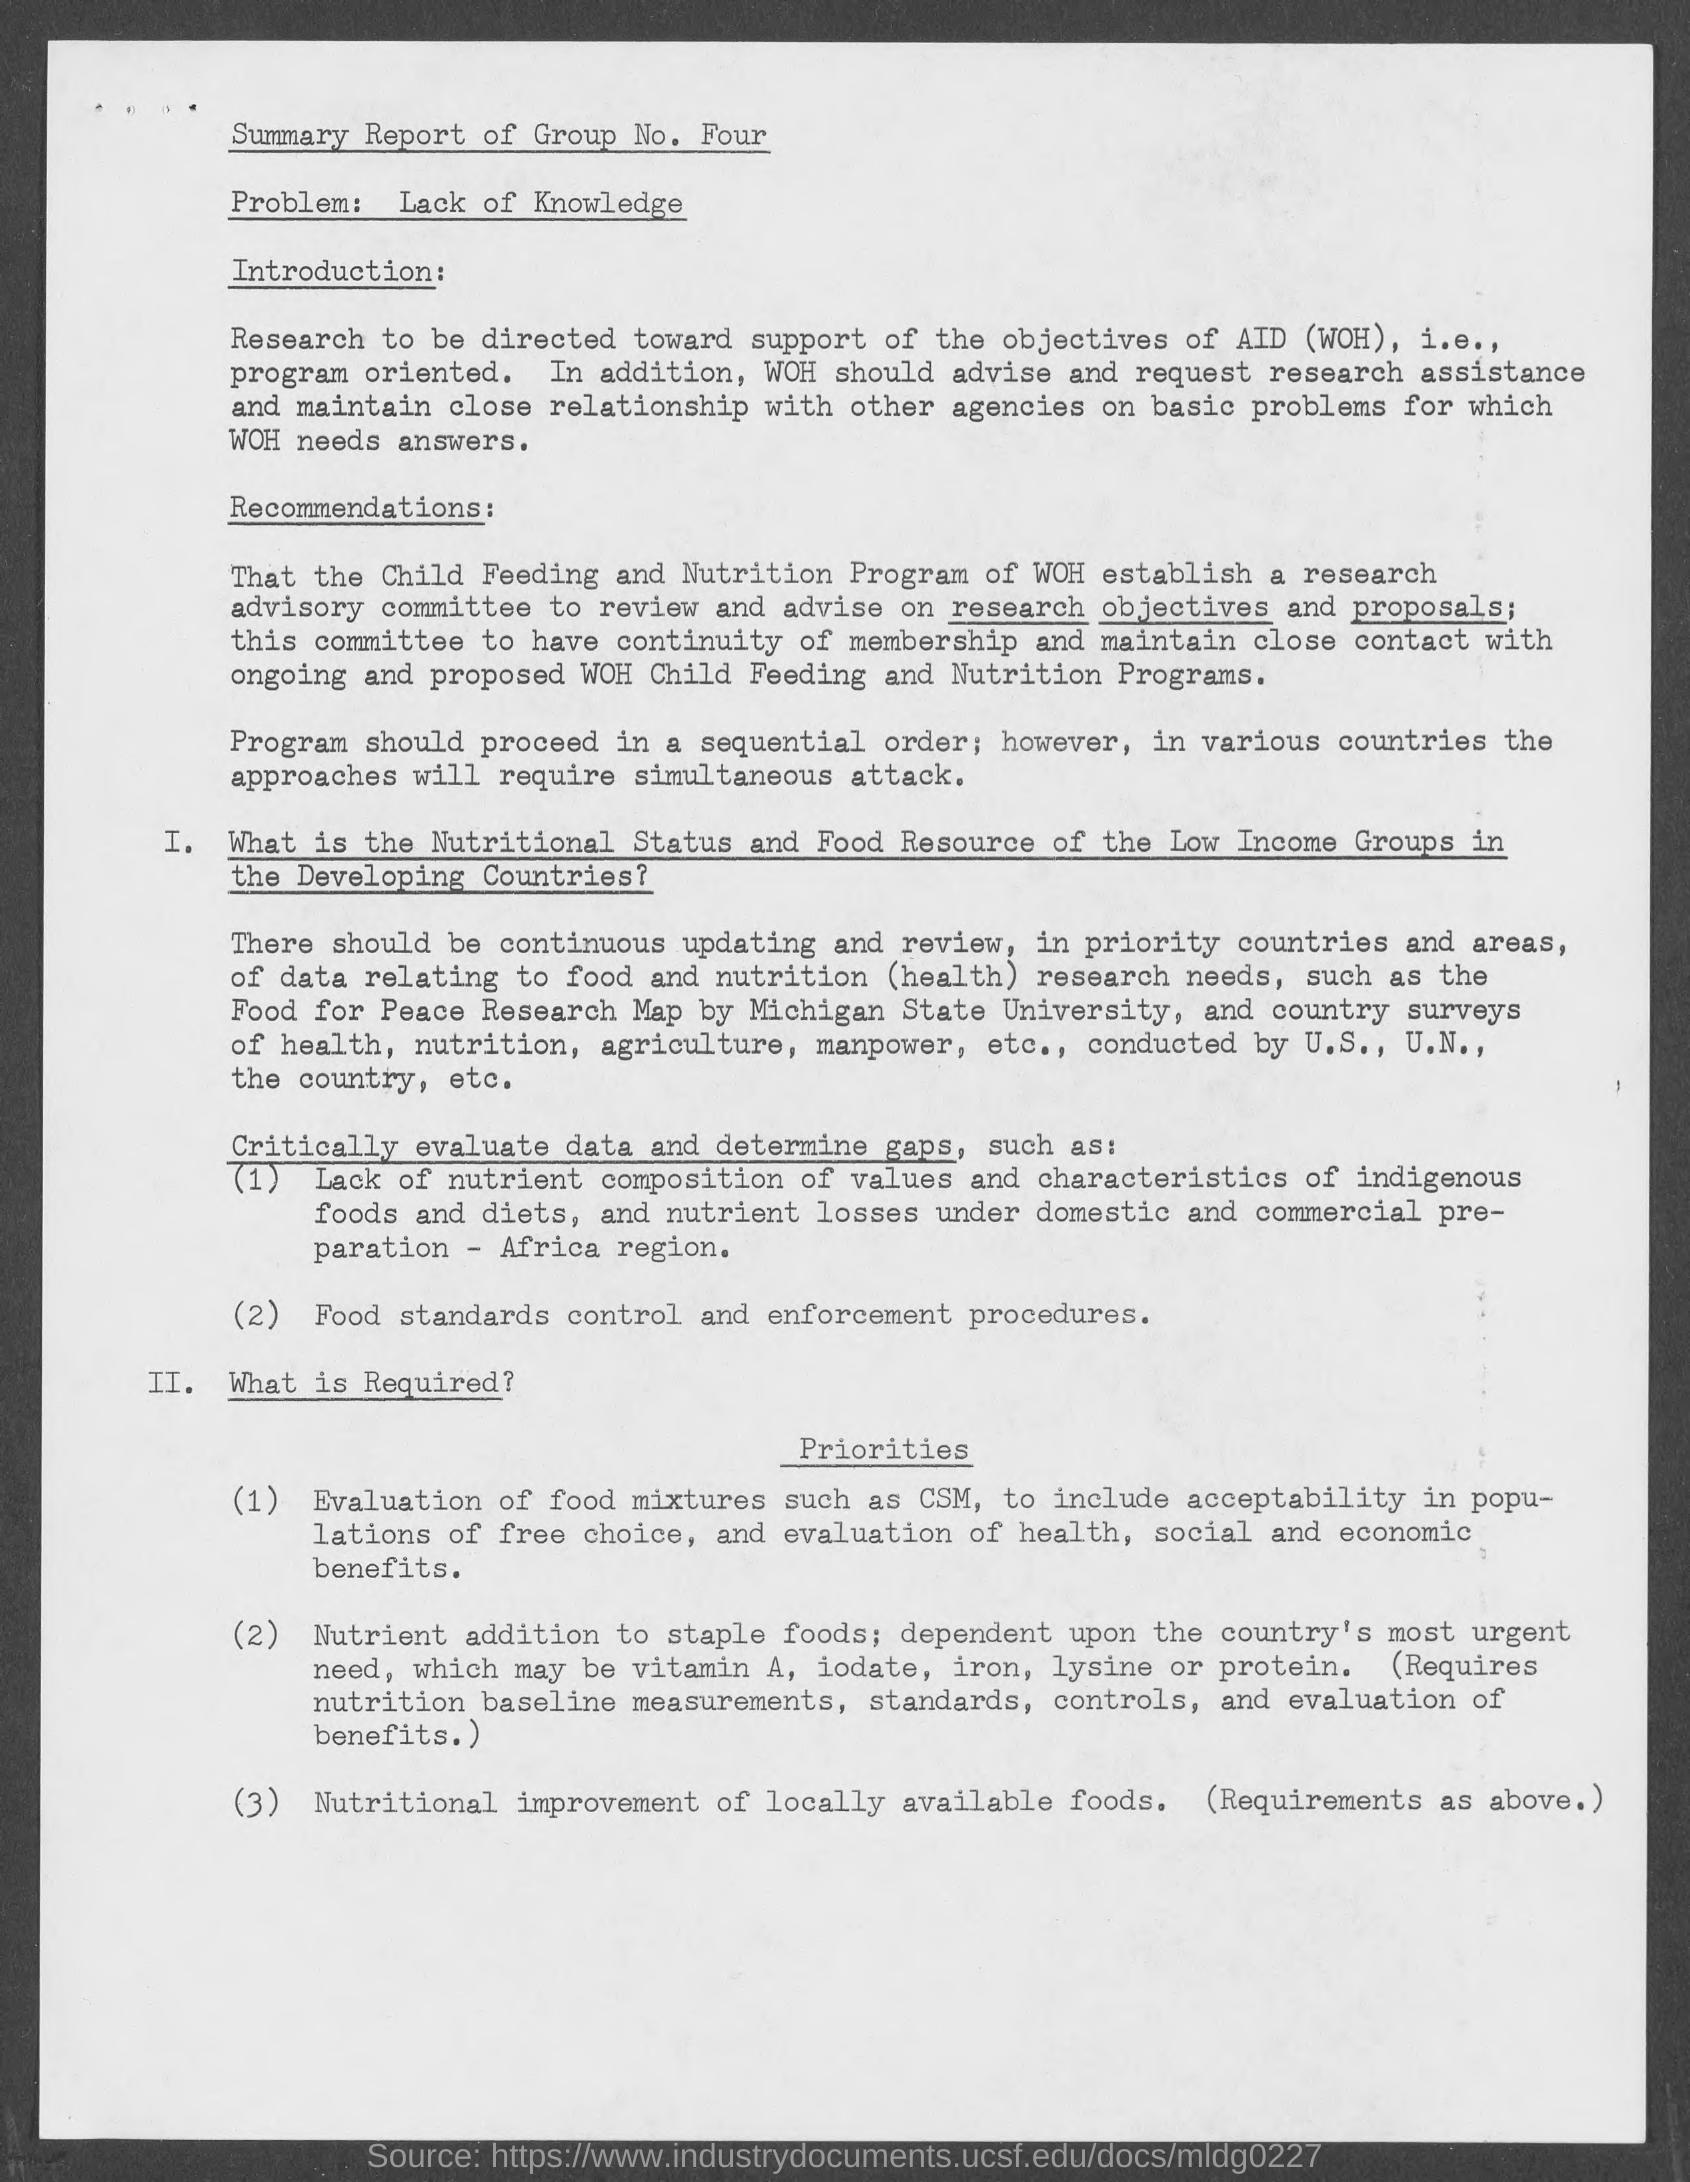 Summary Report of Group No. Four
Problem: Lack of Knowledge
Introduction:
Research to be directed toward support of the objectives of AID (WOH), i.e.,
program oriented. In addition, WOH should advise and request research assistance
and maintain close relationship with other agencies on basic problems for which
WOH needs answers.
Recommendations:
That the Child Feeding and Nutrition Program of WOH establish a research
advisory committee to review and advise on research objectives and proposals;
this committee to have continuity of membership and maintain close contact with
ongoing and proposed WOH Child Feeding and Nutrition Programs.
Program should proceed in a sequential order; however, in various countries the
approaches will require simultaneous attack.
I. What is the Nutritional Status and Food Resource of the Low Income Groups in
the Developing Countries?
There should be continuous updating and review, in priority countries and areas,
of data relating to food and nutrition (health) research needs, such as the
Food for Peace Research Map by Michigan State University, and country surveys
of health, nutrition, agriculture, manpower, etc., conducted by U.S., U.N.,
the country, etc.
Critically evaluate data and determine gaps, such as:
(1) Lack of nutrient composition of values and characteristics of indigenous
foods and diets, and nutrient losses under domestic and commercial pre-
paration - Africa region.
(2) Food standards control and enforcement procedures.
II. What is Required?
Priorities
(1) Evaluation of food mixtures such as CSM, to include acceptability in popu-
lations of free choice, and evaluation of health, social and economic
benefits.
(2) Nutrient addition to staple foods; dependent upon the country's most urgent
need, which may be vitamin A, iodate, iron, lysine or protein. (Requires
nutrition baseline measurements, standards, controls, and evaluation of
benefits.)
(3) Nutritional improvement of locally available foods. (Requirements as above.)
Source: https://www.industrydocuments.ucsf.edu/docs/mldg0227